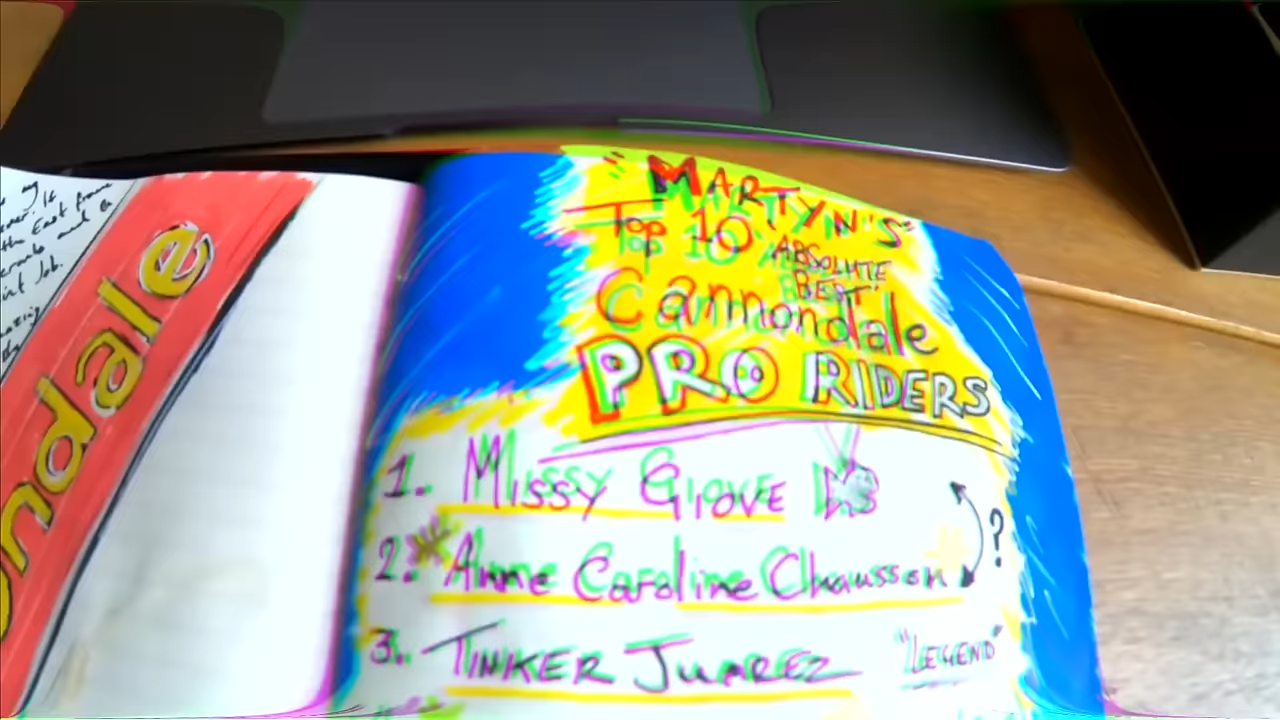 ndale
"MARTYN'S"
Top 10 ABSOLUTE
BEST'
Cannondale
PRO RIDERS
1. MISSY GIOVE
?
2. Anne Caroline Chausson
3. TINKER JUAREZ "LEGEND"